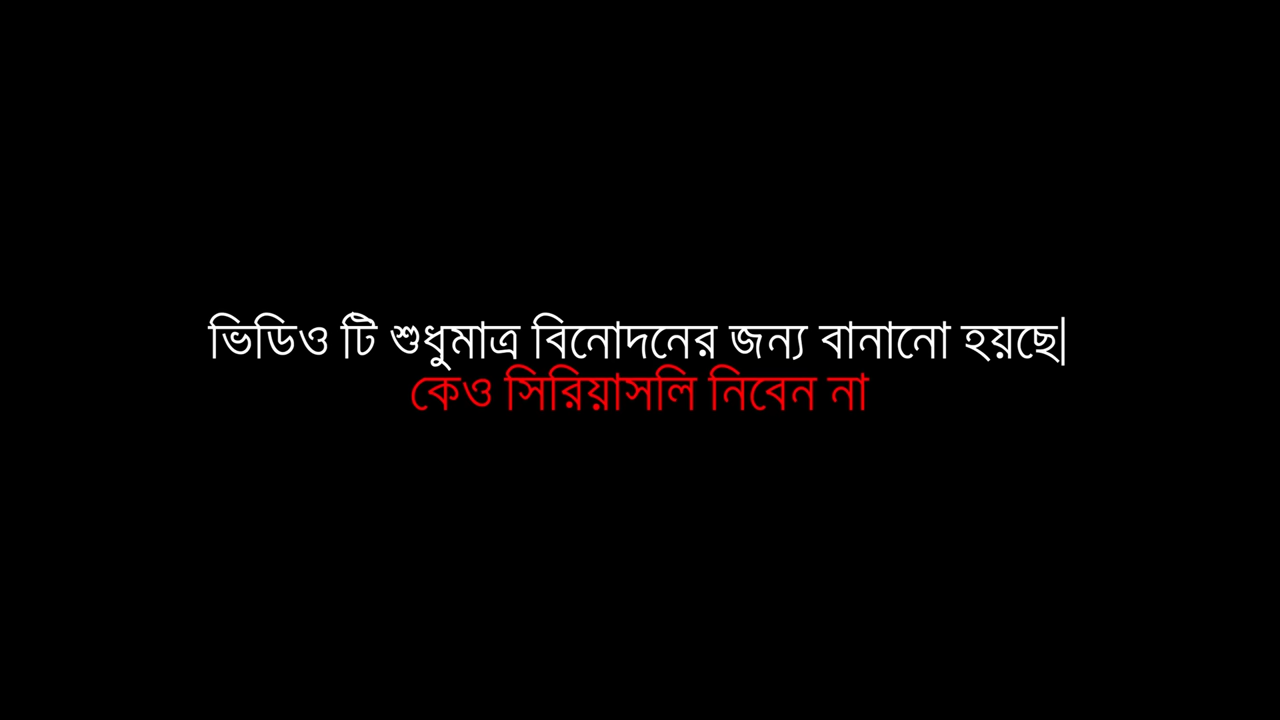 ভিডিও টি শুধুমাত্র বিনোদনের জন্য বানানো হয়ছে|
কেও সিরিয়াসলি নিবেন না